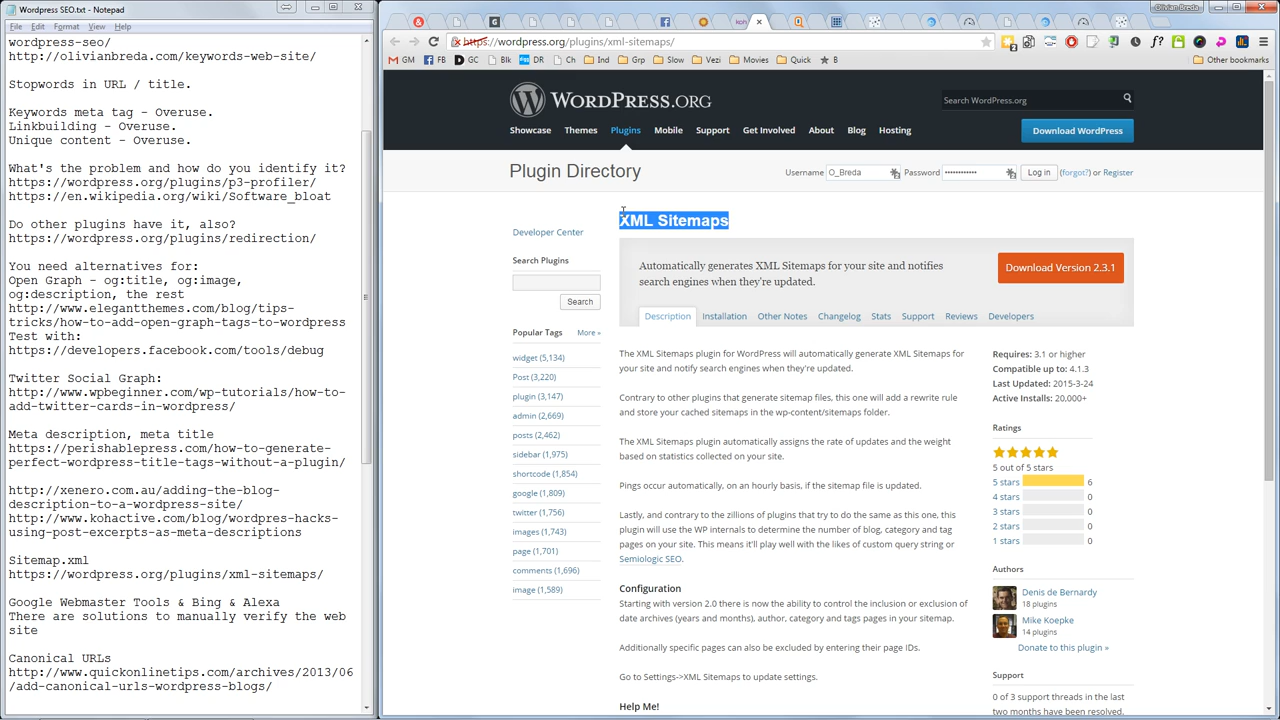 Wordpress SEO.txt - Notepad
File Edit Format View Help
wordpress-seo/
http://olivianbreda.com/keywords-web-site/
Stopwords in URL / title.
Keywords meta tag - Overuse.
Linkbuilding - Overuse.
Unique content - Overuse.
What's the problem and how do you identify it?
https://wordpress.org/plugins/p3-profiler/
https://en.wikipedia.org/wiki/Software_bloat
Do other plugins have it, also?
https://wordpress.org/plugins/redirection/
You need alternatives for:
Open Graph - og:title, og:image,
og:description, the rest
http://www.elegantthemes.com/blog/tips-
tricks/how-to-add-open-graph-tags-to-wordpress
Test with:
https://developers.facebook.com/tools/debug
Twitter Social Graph:
http://www.wpbeginner.com/wp-tutorials/how-to-
add-twitter-cards-in-wordpress/
Meta description, meta title
https://perishablepress.com/how-to-generate-
perfect-wordpress-title-tags-without-a-plugin/
http://xenero.com.au/adding-the-blog-
description-to-a-wordpress-site/
http://www.kohactive.com/blog/wordpres-hacks-
using-post-excerpts-as-meta-descriptions
Sitemap.xml
https://wordpress.org/plugins/xml-sitemaps/
Google Webmaster Tools & Bing & Alexa
There are solutions to manually verify the web
site
Canonical URLs
http://www.quickonlinetips.com/archives/2013/06
/add-canonical-urls-wordpress-blogs/
Olivian Breda
koh
https://wordpress.org/plugins/xml-sitemaps/
GM FB GC Blk DR Ch Ind Grp Slow Vezi Movies Quick B Other bookmarks
WORDPRESS.ORG
Search WordPress.org
Showcase Themes Plugins Mobile Support Get Involved About Blog Hosting
Download WordPress
Plugin Directory
Username O_Breda Password •••••••••••• Log in (forgot?) or Register
XML Sitemaps
Developer Center
Search Plugins
Search
Popular Tags More »
widget (5,134)
Post (3,220)
plugin (3,147)
admin (2,669)
posts (2,462)
sidebar (1,975)
shortcode (1,854)
google (1,809)
twitter (1,756)
images (1,743)
page (1,701)
comments (1,696)
image (1,589)
Automatically generates XML Sitemaps for your site and notifies
search engines when they're updated.
Download Version 2.3.1
Description Installation Other Notes Changelog Stats Support Reviews Developers
The XML Sitemaps plugin for WordPress will automatically generate XML Sitemaps for
your site and notify search engines when they're updated.
Contrary to other plugins that generate sitemap files, this one will add a rewrite rule
and store your cached sitemaps in the wp-content/sitemaps folder.
The XML Sitemaps plugin automatically assigns the rate of updates and the weight
based on statistics collected on your site.
Pings occur automatically, on an hourly basis, if the sitemap file is updated.
Lastly, and contrary to the zillions of plugins that try to do the same as this one, this
plugin will use the WP internals to determine the number of blog, category and tag
pages on your site. This means it'll play well with the likes of custom query string or
Semiologic SEO.
Configuration
Starting with version 2.0 there is now the ability to control the inclusion or exclusion of
date archives (years and months), author, category and tags pages in your sitemap.
Additionally specific pages can also be excluded by entering their page IDs.
Go to Settings->XML Sitemaps to update settings.
Help Me!
Requires: 3.1 or higher
Compatible up to: 4.1.3
Last Updated: 2015-3-24
Active Installs: 20,000+
Ratings
5 out of 5 stars
5 stars 6
4 stars 0
3 stars 0
2 stars 0
1 stars 0
Authors
Denis de Bernardy
18 plugins
Mike Koepke
14 plugins
Donate to this plugin »
Support
0 of 3 support threads in the last
two months have been resolved.